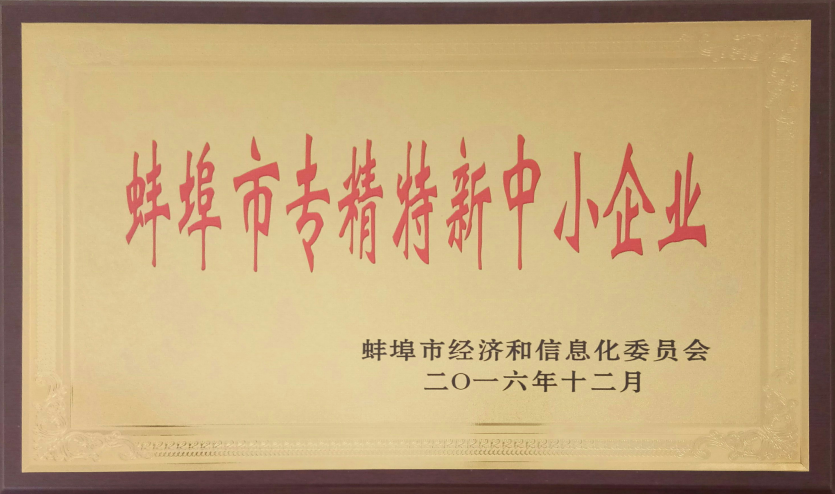 蚌埠市专精特新中小企业
蚌埠市经济和信息化委员会
二〇一六年十二月